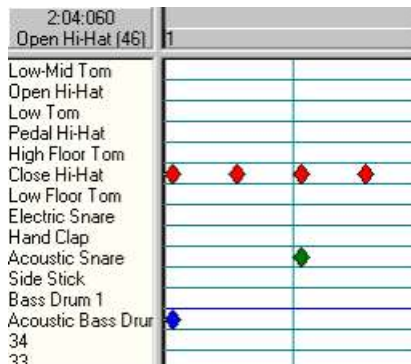 2:04:060
Open Hi-Hat (46) 1
Low-Mid Tom
Open Hi-Hat
Low Tom
Pedal Hi-Hat
High Floor Tom
Close Hi-Hat
Low Floor Tom
Electric Snare
Hand Clap
Acoustic Snare
Side Stick
Bass Drum 1
Acoustic Bass Drur
34
33